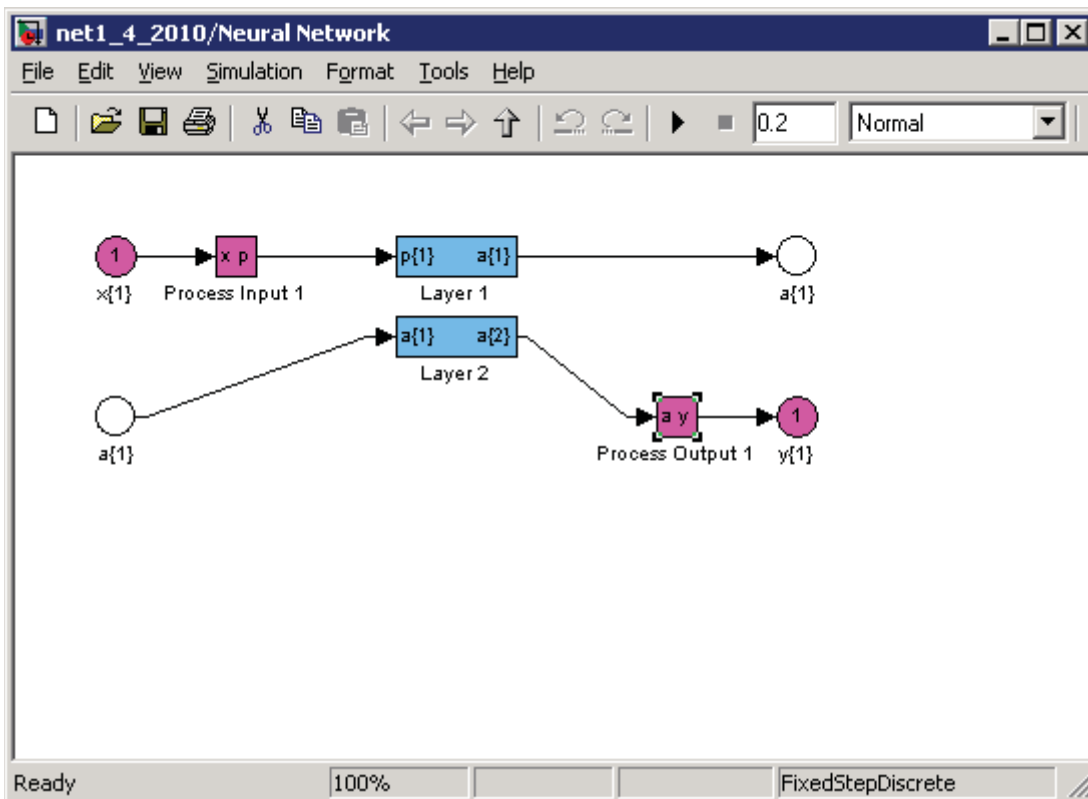 net1_4_2010/Neural Network
File Edit View Simulation Format Tools Help
0.2 Normal
1 x p p{1} a{1}
x{1} Process Input 1 Layer 1 a{1}
a{1} a{2}
Layer 2
a y 1
a{1} Process Output 1 y{1}
Ready 100% FixedStepDiscrete